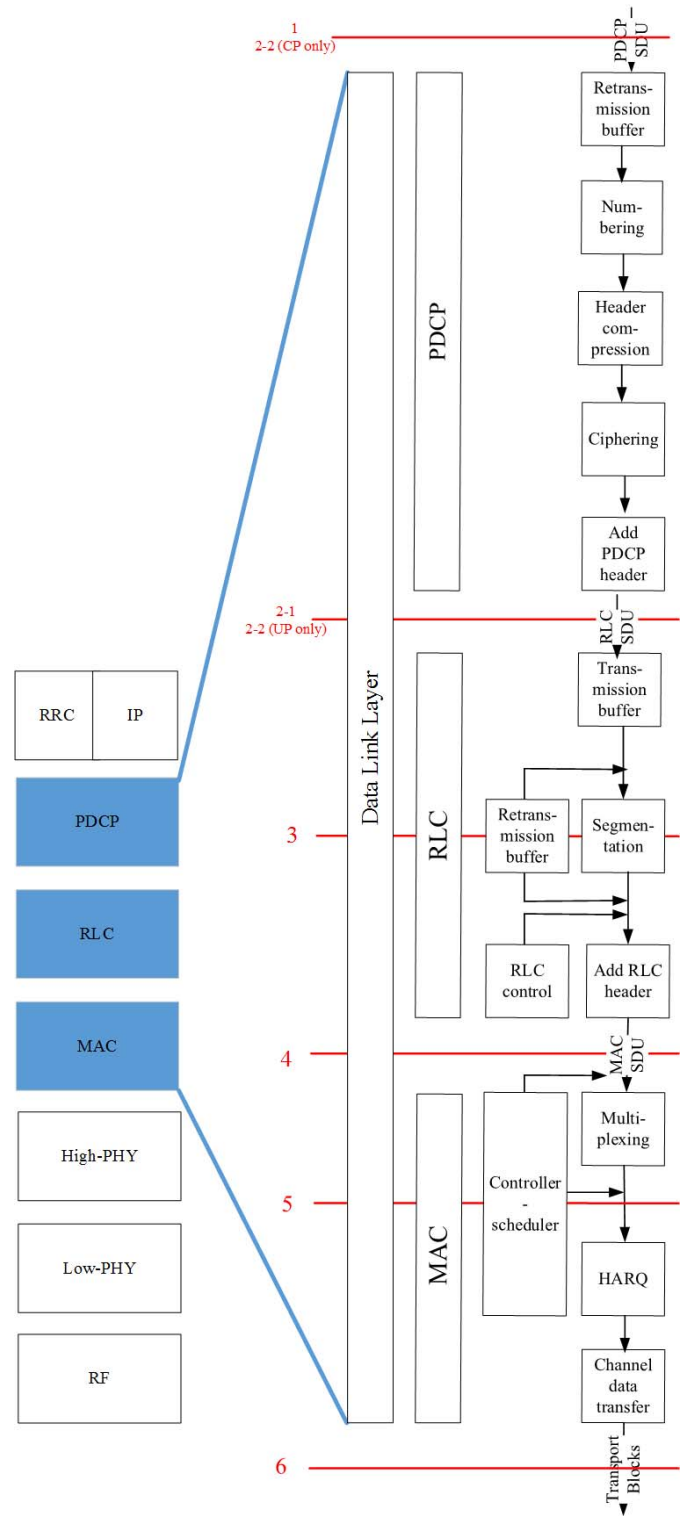 1
2-2 (CP only)
PDCP
SDU
Retrans-
mission
buffer
Num-
bering
Header
com-
pression
Ciphering
Add
PDCP
header
PDCP
Data Link Layer
2-1
2-2 (UP only)
RLC
SDU
Trans-
mission
buffer
RRC
IP
PDCP
RLC
MAC
High-PHY
Low-PHY
RF
3
RLC
Retrans-
mission
buffer
Segmen-
tation
RLC
control
Add RLC
header
4
MAC
SDU
Multi-
plexing
MAC
Controller
-
scheduler
5
HARQ
Channel
data
transfer
6
Transport
Blocks